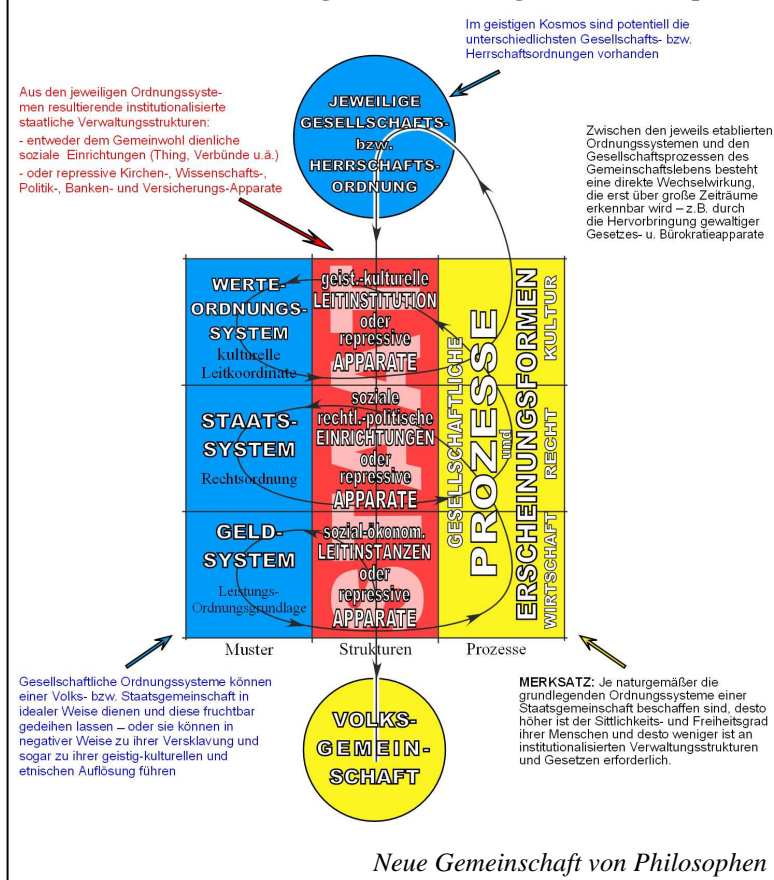 Im geistigen Kosmos sind potentiell die
unterschiedlichsten Gesellschafts- bzw.
Herrschaftsordnungen vorhanden
Aus den jeweiligen Ordnungssyste-
men resultierende institutionalisierte
staatliche Verwaltungsstrukturen:
- entweder dem Gemeinwohl dienliche
soziale Einrichtungen (Thing, Verbünde u.ä.)
- oder repressive Kirchen-, Wissenschafts-,
Politik-, Banken- und Versicherungs-Apparate
JEWEILIGE
GESELLSCHAFTS-
bzw.
HERRSCHAFTS-
ORDNUNG
Zwischen den jeweils etablierten
Ordnungssystemen und den
Gesellschaftsprozessen des
Gemeinschaftslebens besteht
eine direkte Wechselwirkung,
die erst über große Zeiträume
erkennbar wird – z.B. durch
die Hervorbringung gewaltiger
Gesetzes- u. Bürokratieapparate
WERTE-
ORDNUNGS-
SYSTEM
kulturelle
Leitkoordinate
geist.-kulturelle
LEITINSTITUTION
oder
repressive
APPARATE
STAATS-
SYSTEM
Rechtsordnung
soziale
rechtl.-politische
EINRICHTUNGEN
oder
repressive
APPARATE
GELD-
SYSTEM
Leistungs-
Ordnungsgrundlage
sozial-ökonom.
LEITINSTANZEN
oder
repressive
APPARATE
STAAT
GESELLSCHAFTLICHE
PROZESSE
und
ERSCHEINUNGSFORMEN
KULTUR
RECHT
WIRTSCHAFT
Muster
Strukturen
Prozesse
Gesellschaftliche Ordnungssysteme können
einer Volks- bzw. Staatsgemeinschaft in
idealer Weise dienen und diese fruchtbar
gedeihen lassen – oder sie können in
negativer Weise zu ihrer Versklavung und
sogar zu ihrer geistig-kulturellen und
etnischen Auflösung führen
VOLKS-
GEMEIN-
SCHAFT
MERKSATZ: Je naturgemäßer die
grundlegenden Ordnungssysteme einer
Staatsgemeinschaft beschaffen sind, desto
höher ist der Sittlichkeits- und Freiheitsgrad
ihrer Menschen und desto weniger ist an
institutionalisierten Verwaltungsstrukturen
und Gesetzen erforderlich.
Neue Gemeinschaft von Philosophen